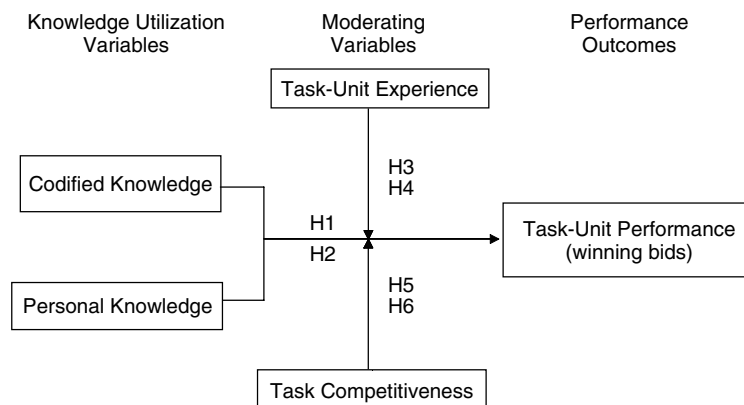 Knowledge Utilization
Variables
Moderating
Variables
Performance
Outcomes
Task-Unit Experience
H3
H4
Codified Knowledge
H1
H2
Task-Unit Performance
(winning bids)
Personal Knowledge
H5
H6
Task Competitiveness